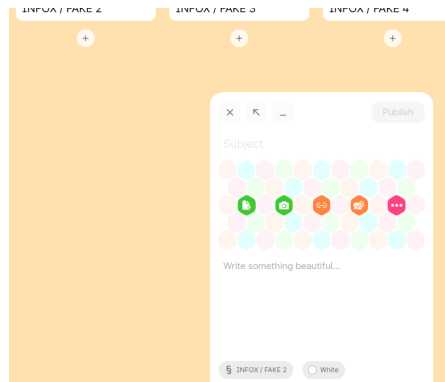 INFOX / FAKE 2 INFOX / FAKE 3 INFOX / FAKE 4
Publish
Subject
Write something beautiful...
§ INFOX / FAKE 2 White